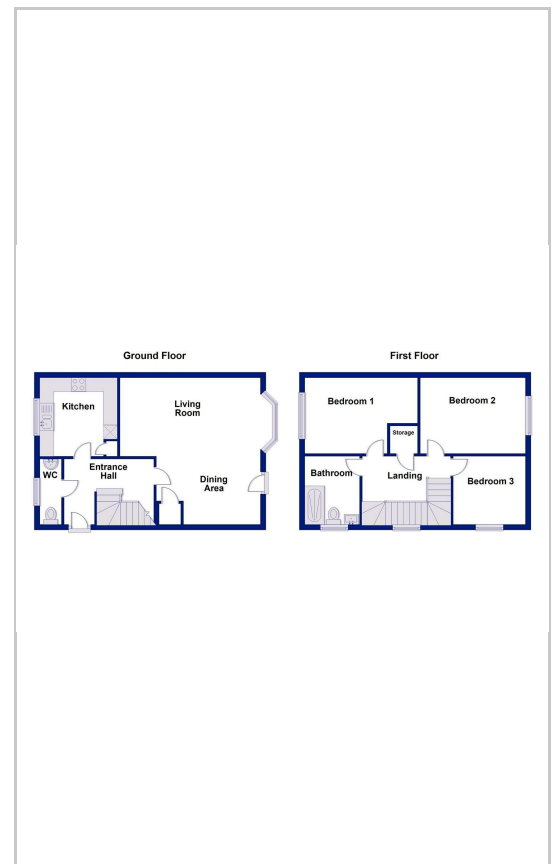 Ground Floor
First Floor
Kitchen
Living
Room
WC
Entrance
Hall
Dining
Area
Bedroom 1
Bedroom 2
Storage
Bathroom
Landing
Bedroom 3